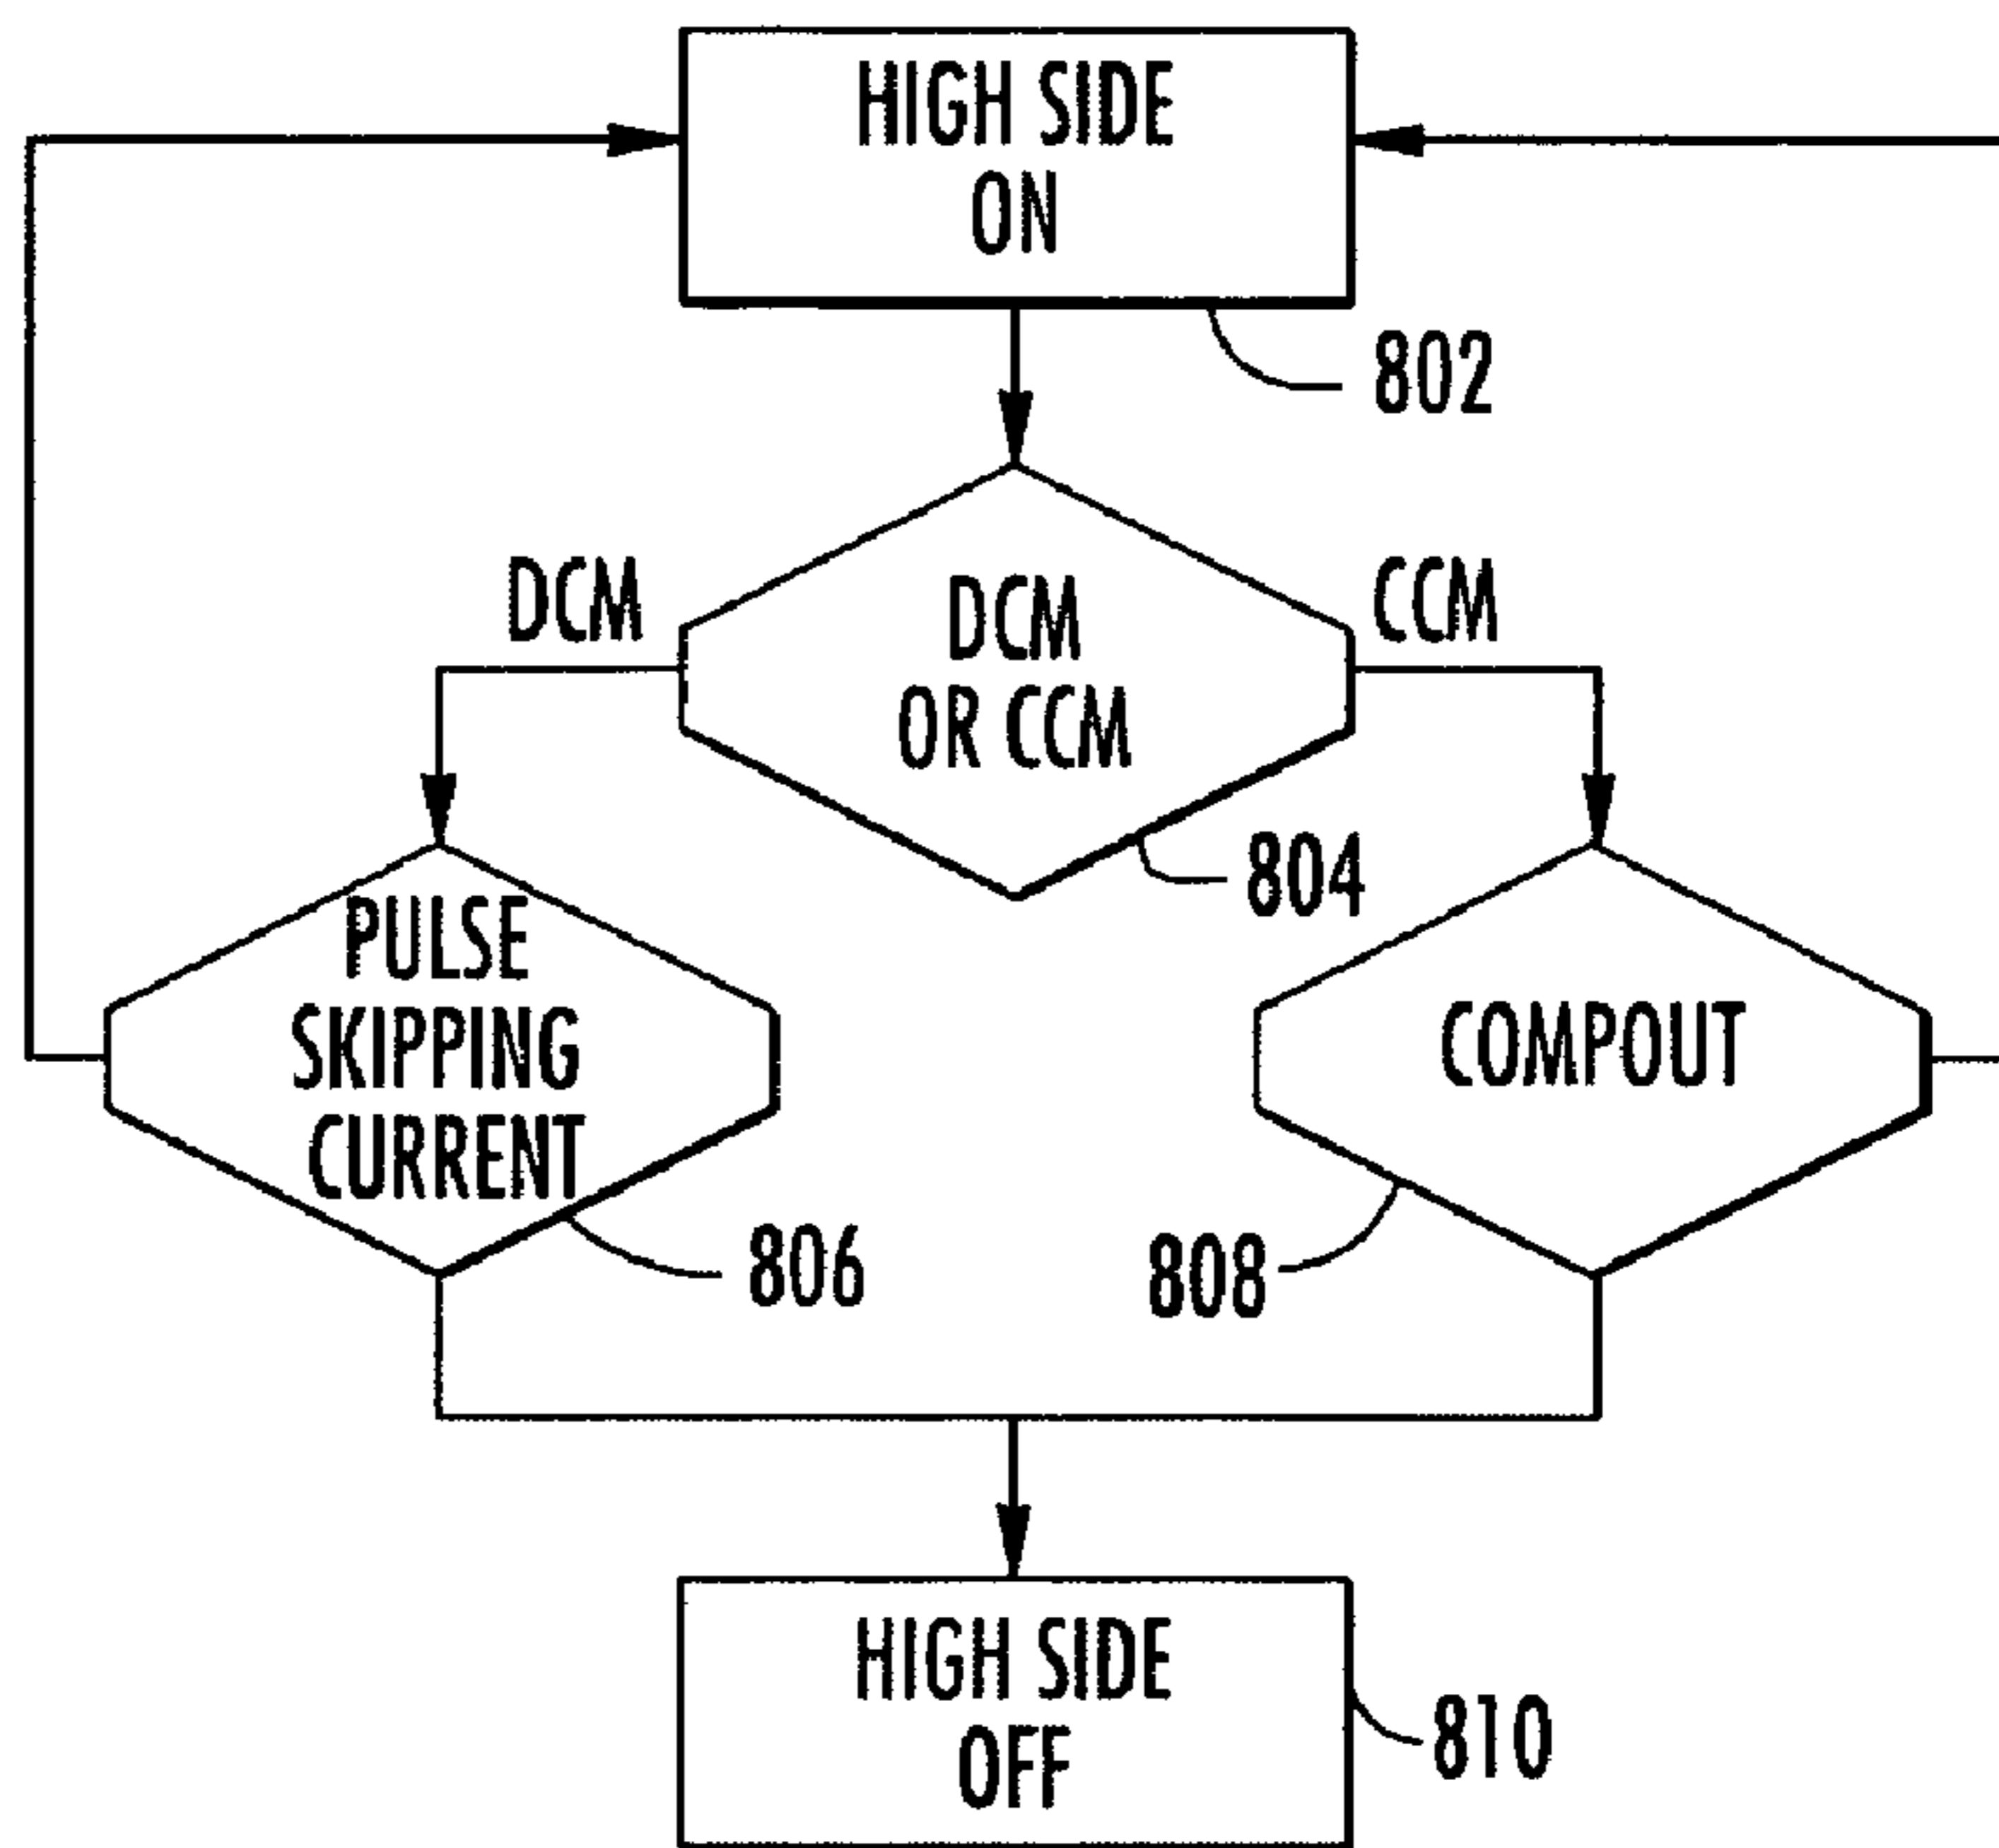 HIGH SIDE
ON
802
DCM
DCM
OR CCM
CCM
804
PULSE
SKIPPING
CURRENT
806
COMPOUT
808
HIGH SIDE
OFF
810